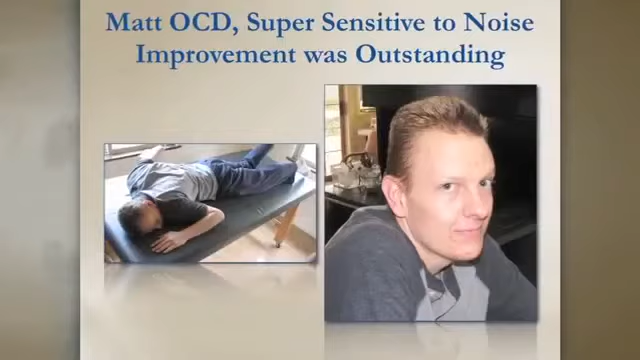 Matt OCD, Super Sensitive to Noise
Improvement was Outstanding